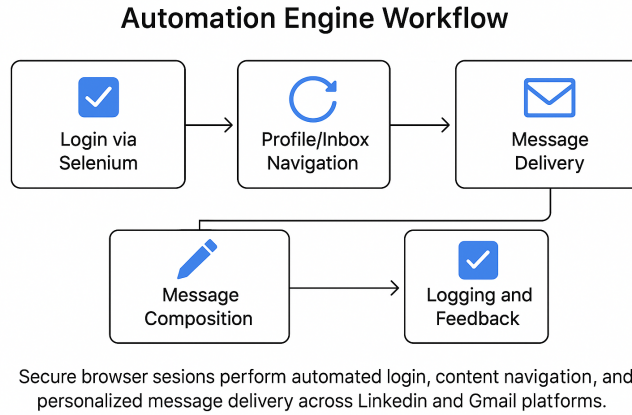 Automation Engine Workflow
Login via
Selenium
Profile/Inbox
Navigation
Message
Delivery
Message
Composition
Logging and
Feedback
Secure browser sesions perform automated login, content navigation, and
personalized message delivery across Linkedin and Gmail platforms.